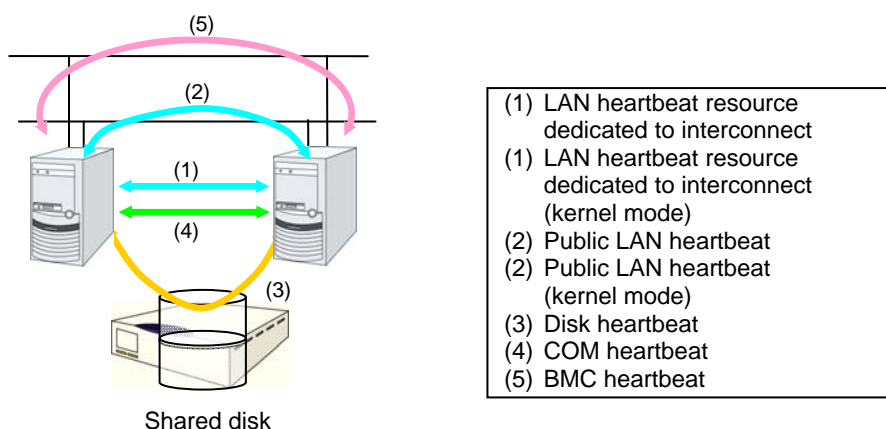 (5)
(2)
(1)
(4)
(3)
Shared disk
(1) LAN heartbeat resource
dedicated to interconnect
(1) LAN heartbeat resource
dedicated to interconnect
(kernel mode)
(2) Public LAN heartbeat
(2) Public LAN heartbeat
(kernel mode)
(3) Disk heartbeat
(4) COM heartbeat
(5) BMC heartbeat